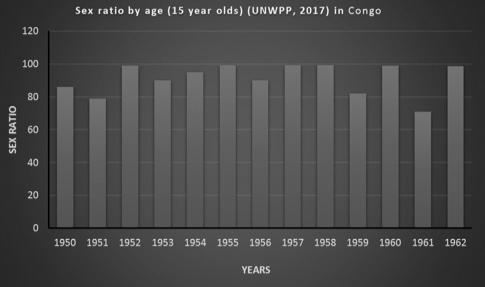 Sex ratio by age (15 year olds) (UNWPP, 2017) in Congo
120
100
80
60
40
20
0
SEX RATIO
1950 1951 1952 1953 1954 1955 1956 1957 1958 1959 1960 1961 1962
YEARS